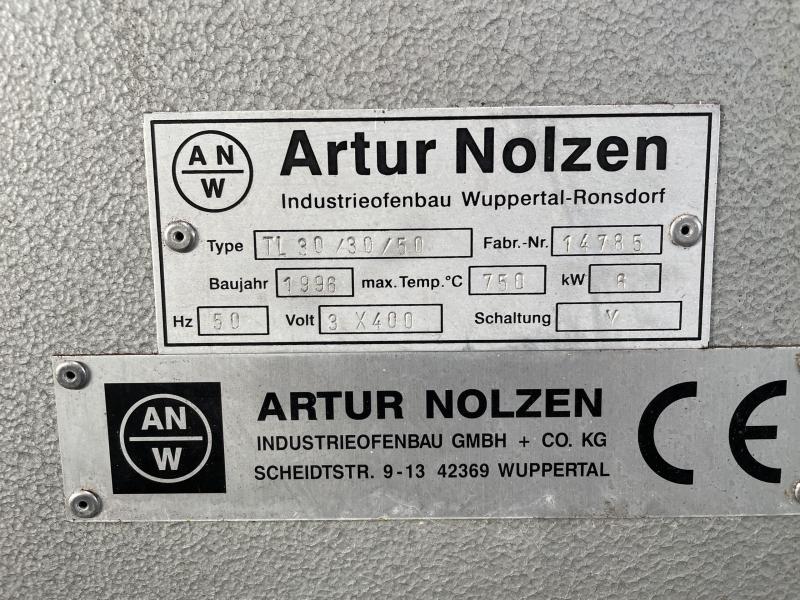 AN
W
Artur Nolzen
Industrieofenbau Wuppertal-Ronsdorf
Type TL 30/30/50 Fabr.-Nr. 14785
Baujahr 1996 max. Temp.°C 750 kW 6
Hz 50 Volt 3 X400 Schaltung Y
AN
W
ARTUR NOLZEN
INDUSTRIEOFENBAU GMBH + CO. KG
SCHEIDTSTR. 9-13 42369 WUPPERTAL
CE